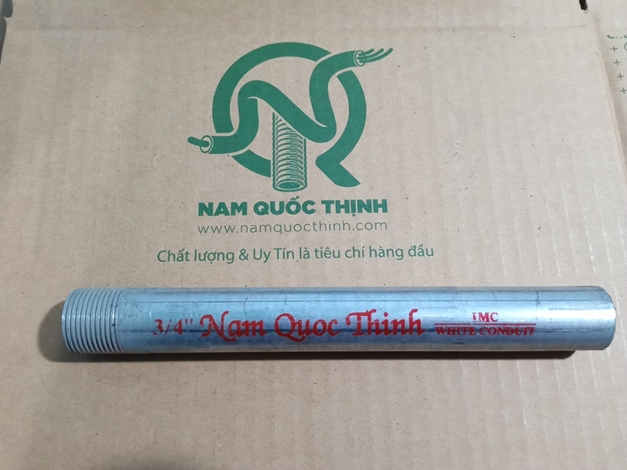 NAM QUỐC THỊNH
www.namquocthinh.com
Chất lượng & Uy Tín là tiêu chí hàng đầu
3/4" Nam Quoc Thinh
IMC
WHITE CONDUIT